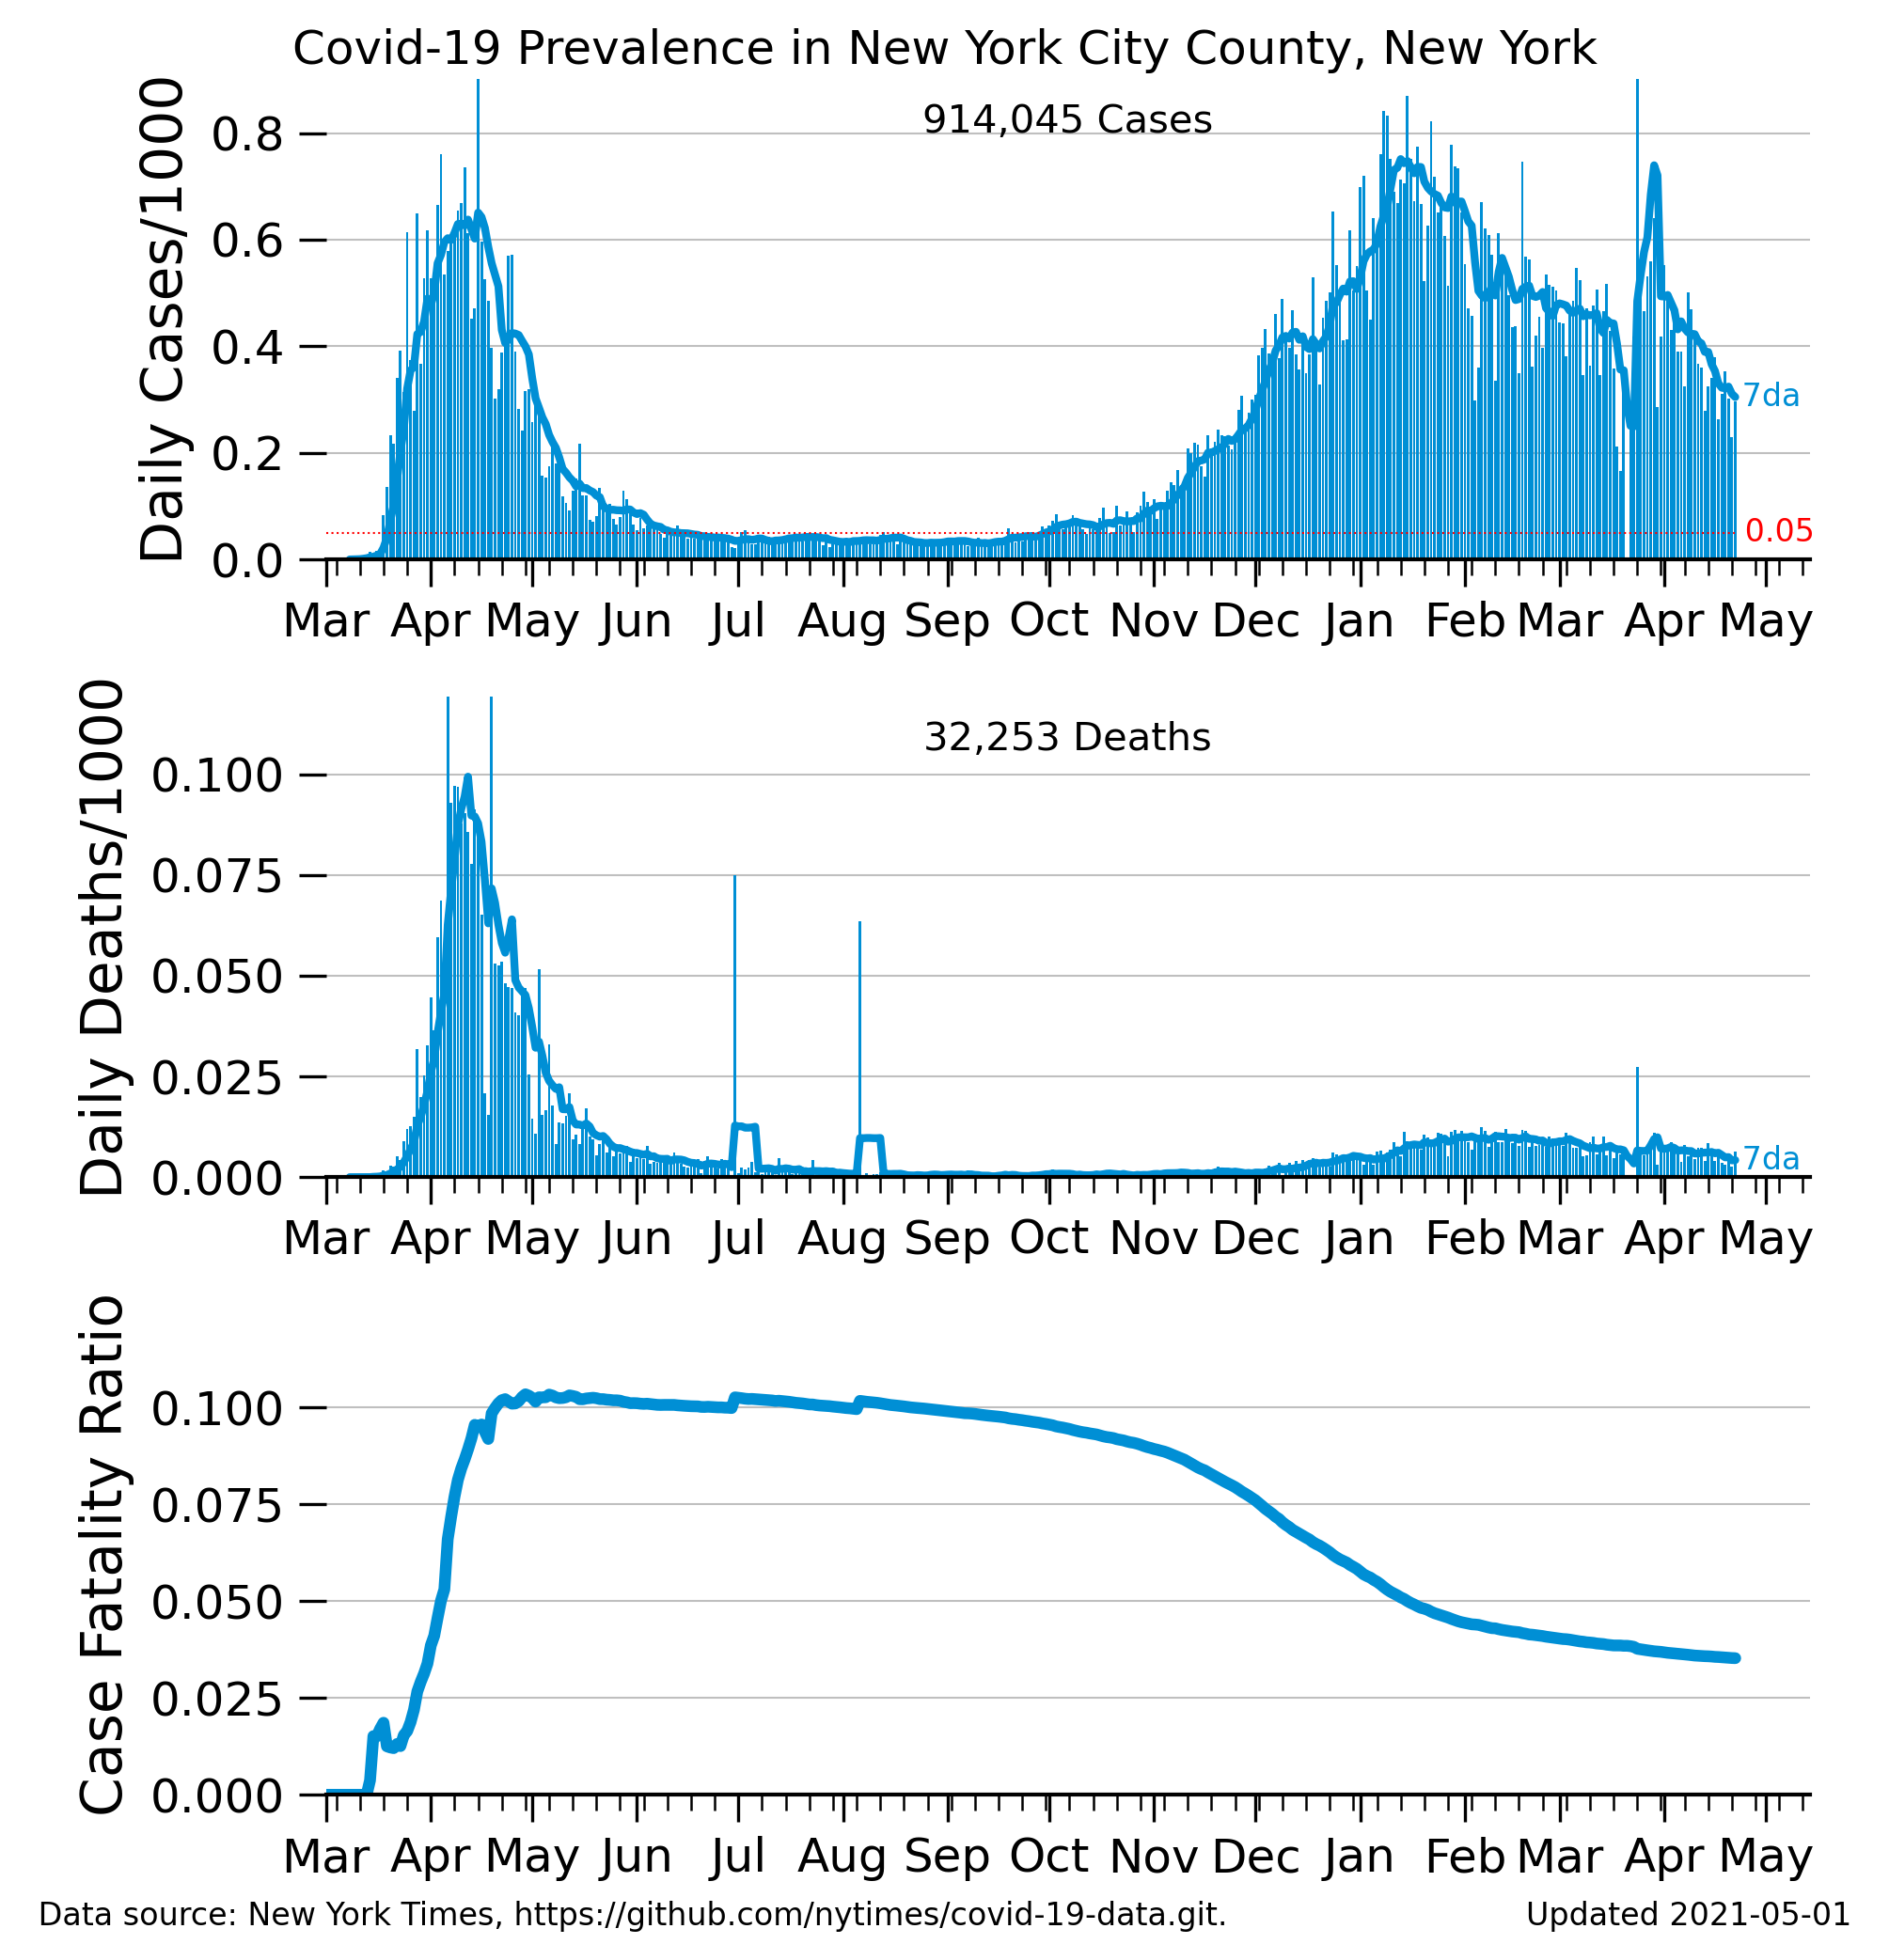 Covid-19 Prevalence in New York City County, New York
Daily Cases/1000
914,045 Cases
0.8
0.6
0.4
0.2
0.0
7da
0.05
Mar Apr May Jun Jul Aug Sep Oct Nov Dec Jan Feb Mar Apr May
Daily Deaths/1000
32,253 Deaths
0.100
0.075
0.050
0.025
0.000
7da
Mar Apr May Jun Jul Aug Sep Oct Nov Dec Jan Feb Mar Apr May
Case Fatality Ratio
0.100
0.075
0.050
0.025
0.000
Mar Apr May Jun Jul Aug Sep Oct Nov Dec Jan Feb Mar Apr May
Data source: New York Times, https://github.com/nytimes/covid-19-data.git.
Updated 2021-05-01